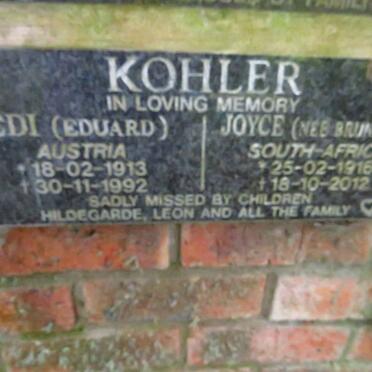 KOHLER
IN LOVING MEMORY
EDI (EDUARD)
AUSTRIA
* 18-02-1913
† 30-11-1992
JOYCE (NEE
SOUTH-AFRIC
* 25-02-1916
† 18-10-2012
SADLY MISSED BY CHILDREN
HILDEGARDE, LEON AND ALL THE FAMILY